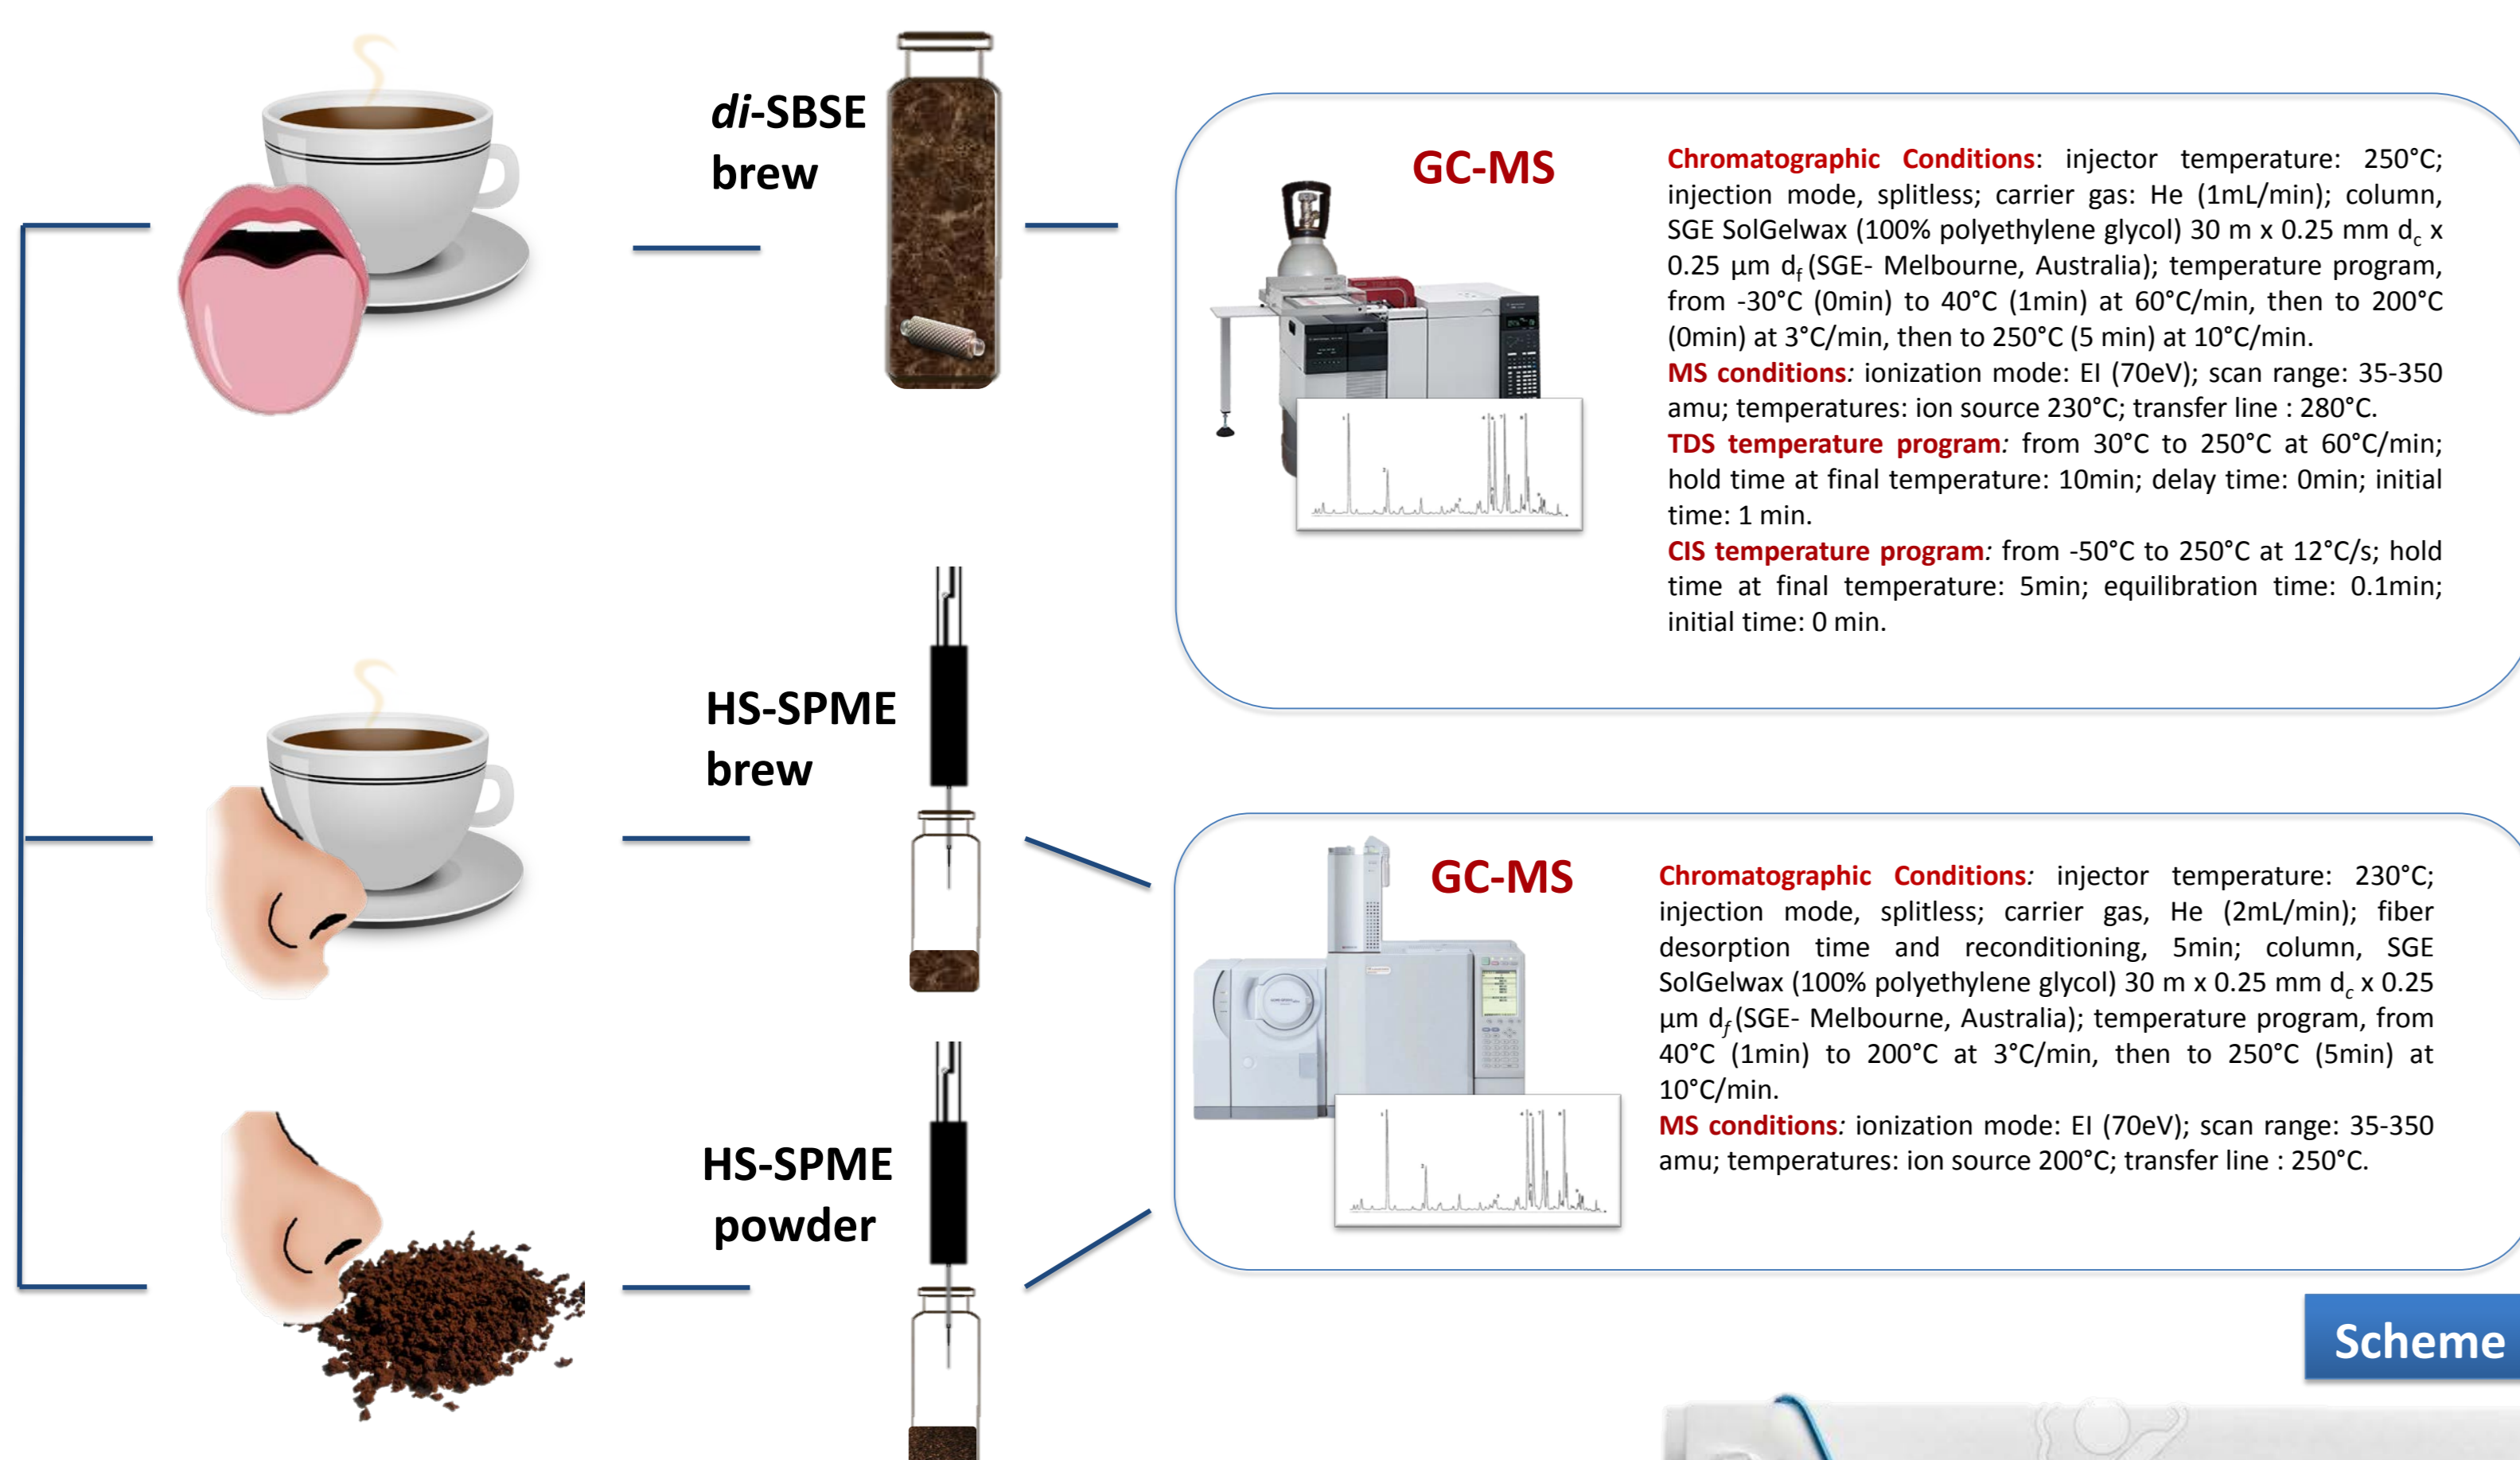 di-SBSE
brew
GC-MS
Chromatographic Conditions: injector temperature: 250°C;
injection mode, splitless; carrier gas: He (1mL/min); column,
SGE SolGelwax (100% polyethylene glycol) 30 m x 0.25 mm dc x
0.25 µm df (SGE- Melbourne, Australia); temperature program,
from -30°C (0min) to 40°C (1min) at 60°C/min, then to 200°C
(0min) at 3°C/min, then to 250°C (5 min) at 10°C/min.
MS conditions: ionization mode: EI (70eV); scan range: 35-350
amu; temperatures: ion source 230°C; transfer line : 280°C.
TDS temperature program: from 30°C to 250°C at 60°C/min;
hold time at final temperature: 10min; delay time: 0min; initial
time: 1 min.
CIS temperature program: from -50°C to 250°C at 12°C/s; hold
time at final temperature: 5min; equilibration time: 0.1min;
initial time: 0 min.
HS-SPME
brew
GC-MS
Chromatographic Conditions: injector temperature: 230°C;
injection mode, splitless; carrier gas, He (2mL/min); fiber
desorption time and reconditioning, 5min; column, SGE
SolGelwax (100% polyethylene glycol) 30 m x 0.25 mm dc x 0.25
µm df (SGE- Melbourne, Australia); temperature program, from
40°C (1min) to 200°C at 3°C/min, then to 250°C (5min) at
10°C/min.
MS conditions: ionization mode: EI (70eV); scan range: 35-350
amu; temperatures: ion source 200°C; transfer line : 250°C.
HS-SPME
powder
Scheme